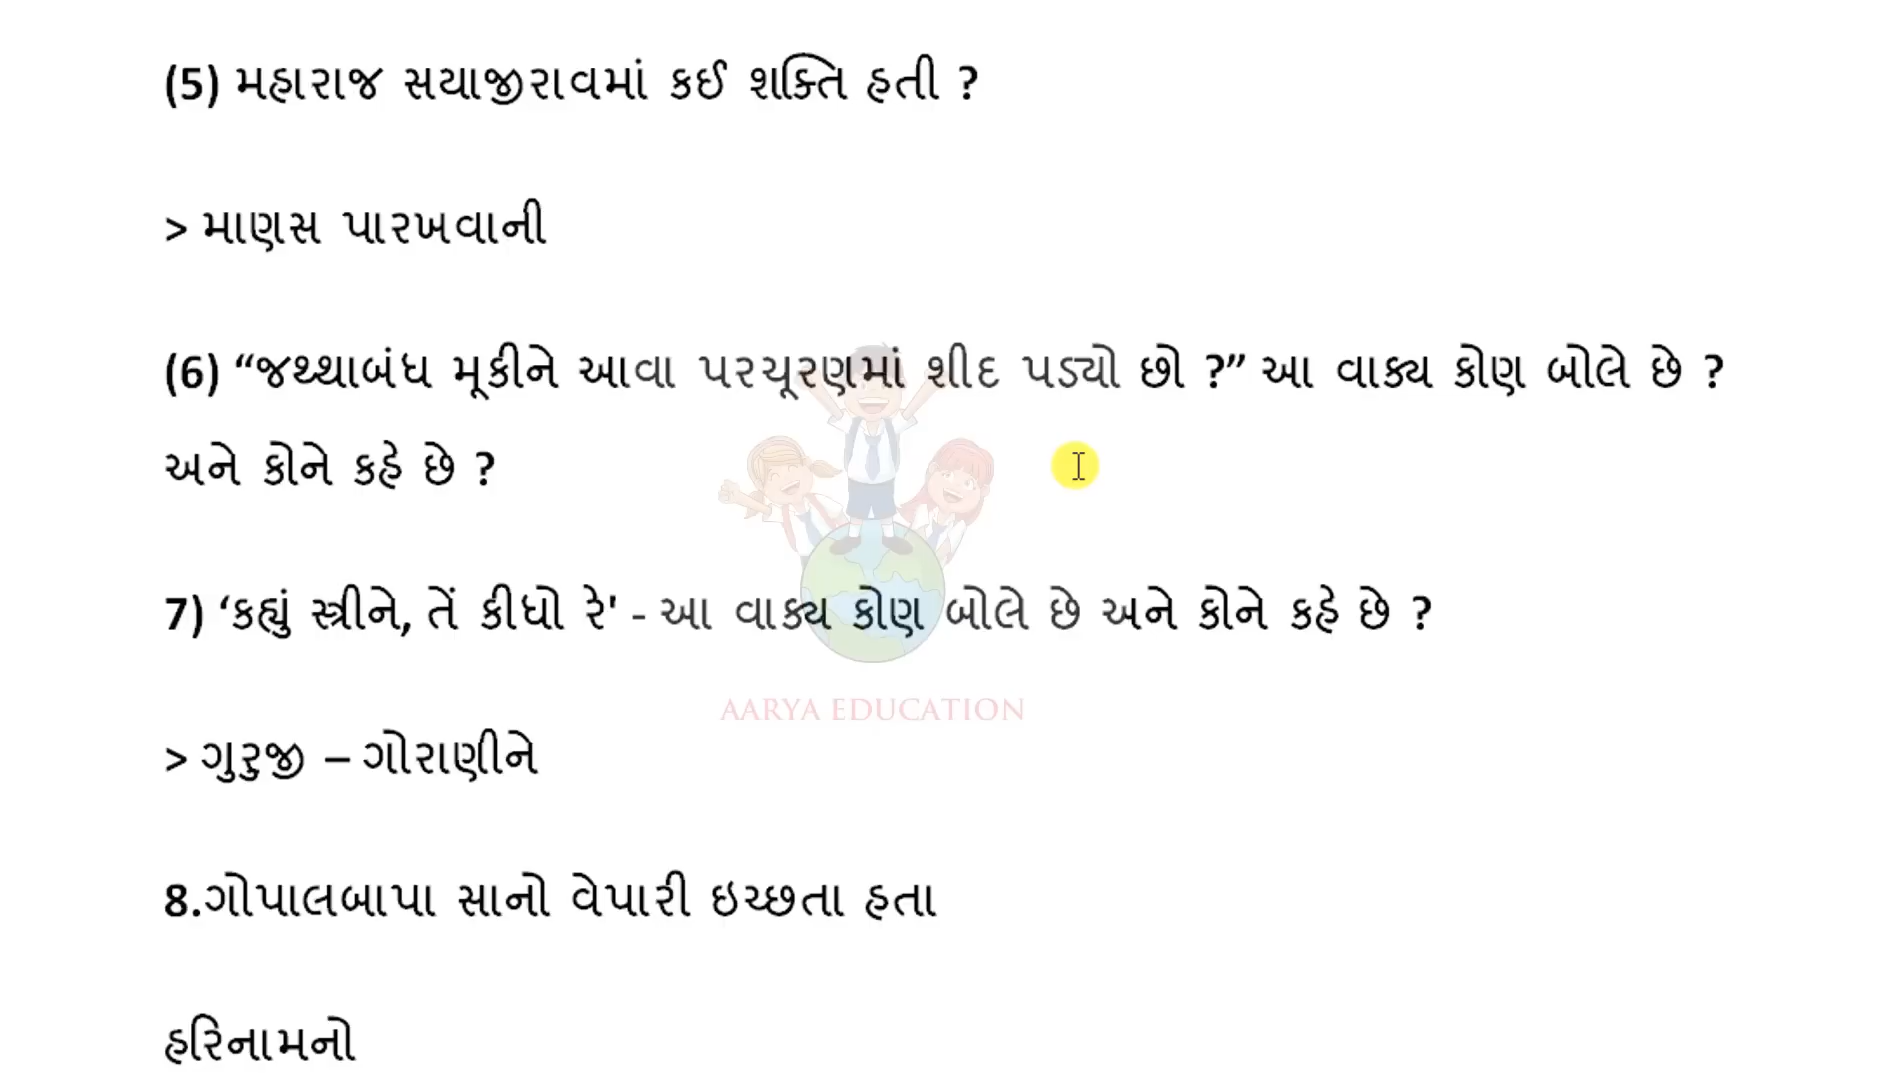 (5) મહારાજ સયાજીરાવમાં કઈ શક્તિ હતી ?
> માણસ પારખવાની
(6) “જથ્થાબંધ મૂકીને આવા પરચૂરણમાં શીદ પડ્યો છો ?” આ વાક્ય કોણ બોલે છે ?
અને કોને કહે છે ?
7) ‘કહ્યું સ્ત્રીને, તેં કીધો રે' - આ વાક્ય કોણ બોલે છે અને કોને કહે છે ?
AARYA EDUCATION
> ગુરુજી – ગોરાણીને
8.ગોપાલબાપા સાનો વેપારી ઇચ્છતા હતા
હરિનામનો